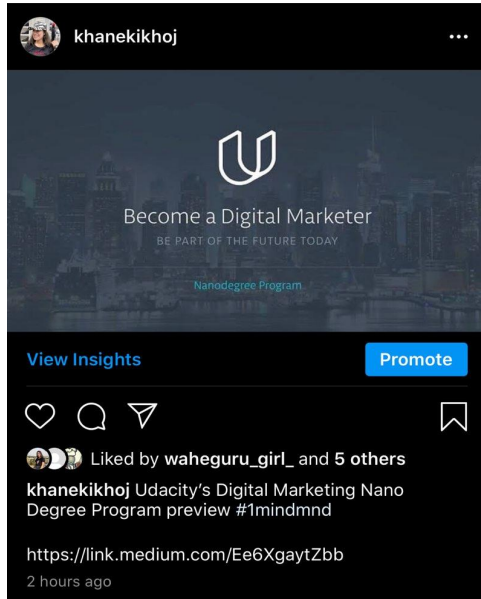 khanekikhoj
Become a Digital Marketer
BE PART OF THE FUTURE TODAY
Nanodegree Program
View Insights
Promote
Liked by waheguru_girl_ and 5 others
khanekikhoj Udacity's Digital Marketing Nano
Degree Program preview #1mindmnd
https://link.medium.com/Ee6XgaytZbb
2 hours ago